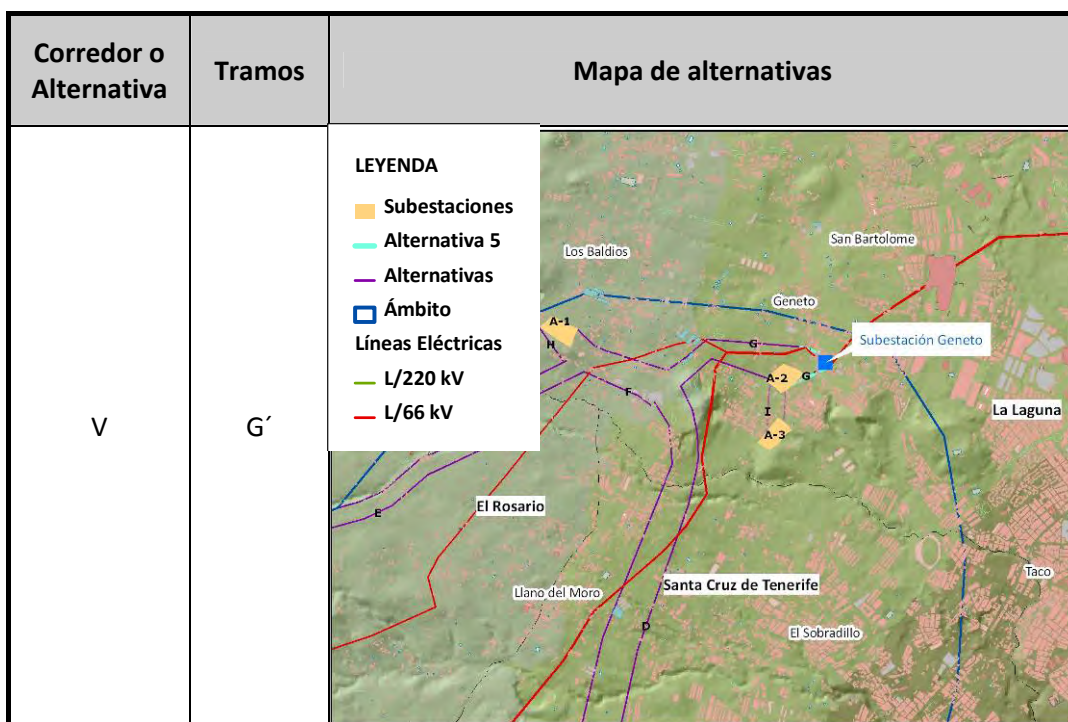 Corredor o
Alternativa
Tramos
Mapa de alternativas
V
G´
LEYENDA
Subestaciones
Alternativa 5
Alternativas
Ámbito
Líneas Eléctricas
L/220 kV
L/66 kV
San Bartolome
Los Baldios
Geneto
A-1
H
G
Subestación Geneto
A-2
G
F
I
La Laguna
A-3
El Rosario
E
Taco
Llano del Moro
Santa Cruz de Tenerife
D
El Sobradillo